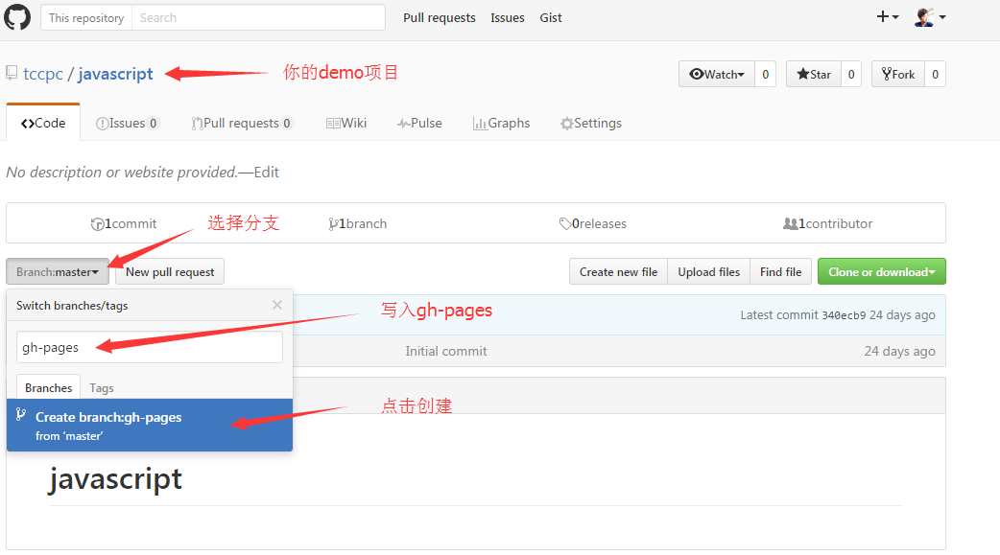 This repository Search Pull requests Issues Gist
tccpc / javascript 你的demo项目 Watch 0 Star 0 Fork 0
Code Issues 0 Pull requests 0 Wiki Pulse Graphs Settings
No description or website provided.—Edit
1commit 选择分支 1branch 0releases 1contributor
Branch:master New pull request Create new file Upload files Find file Clone or download
Switch branches/tags
写入gh-pages Latest commit 340ecb9 24 days ago
gh-pages Initial commit 24 days ago
Branches Tags
Create branch:gh-pages 点击创建
from ‘master’
javascript